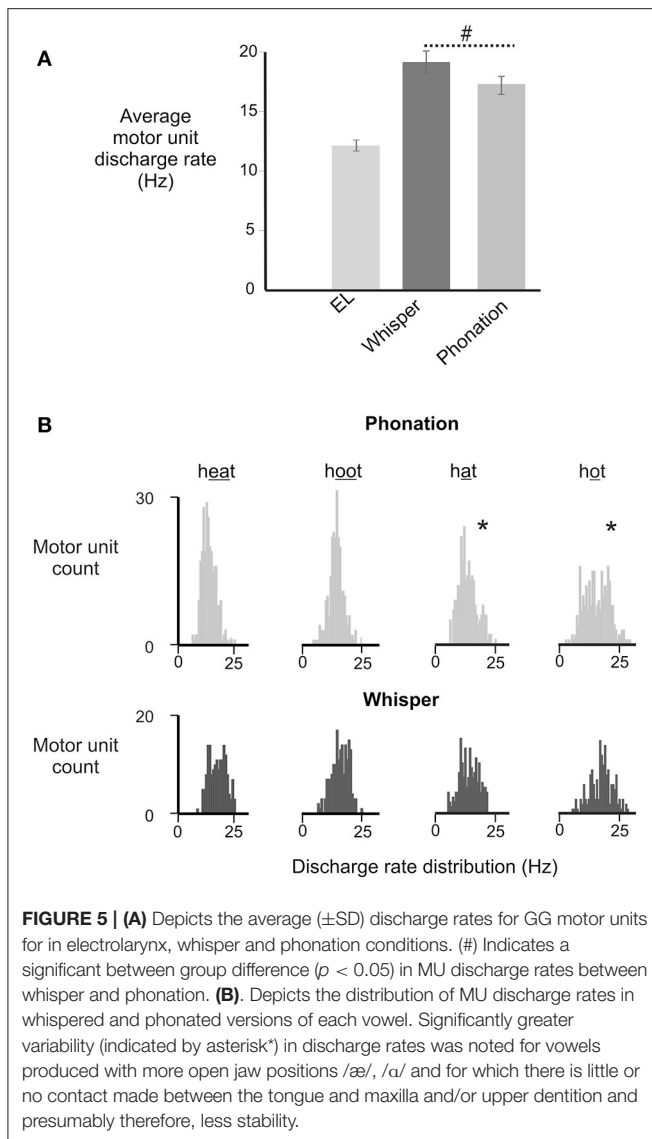 A
#
20
15
10
5
0
Average
motor unit
discharge rate
(Hz)
EL
Whisper
Phonation
B
Phonation
heat
hoot
hat
hot
30
Motor unit
count
*
*
0
0 25
0 25
0 25
0 25
Whisper
20
Motor unit
count
0
0 25
0 25
0 25
0 25
Discharge rate distribution (Hz)
FIGURE 5 | (A) Depicts the average (±SD) discharge rates for GG motor units
for in electrolarynx, whisper and phonation conditions. (#) Indicates a
significant between group difference (p < 0.05) in MU discharge rates between
whisper and phonation. (B). Depicts the distribution of MU discharge rates in
whispered and phonated versions of each vowel. Significantly greater
variability (indicated by asterisk*) in discharge rates was noted for vowels
produced with more open jaw positions /æ/, /ɑ/ and for which there is little or
no contact made between the tongue and maxilla and/or upper dentition and
presumably therefore, less stability.